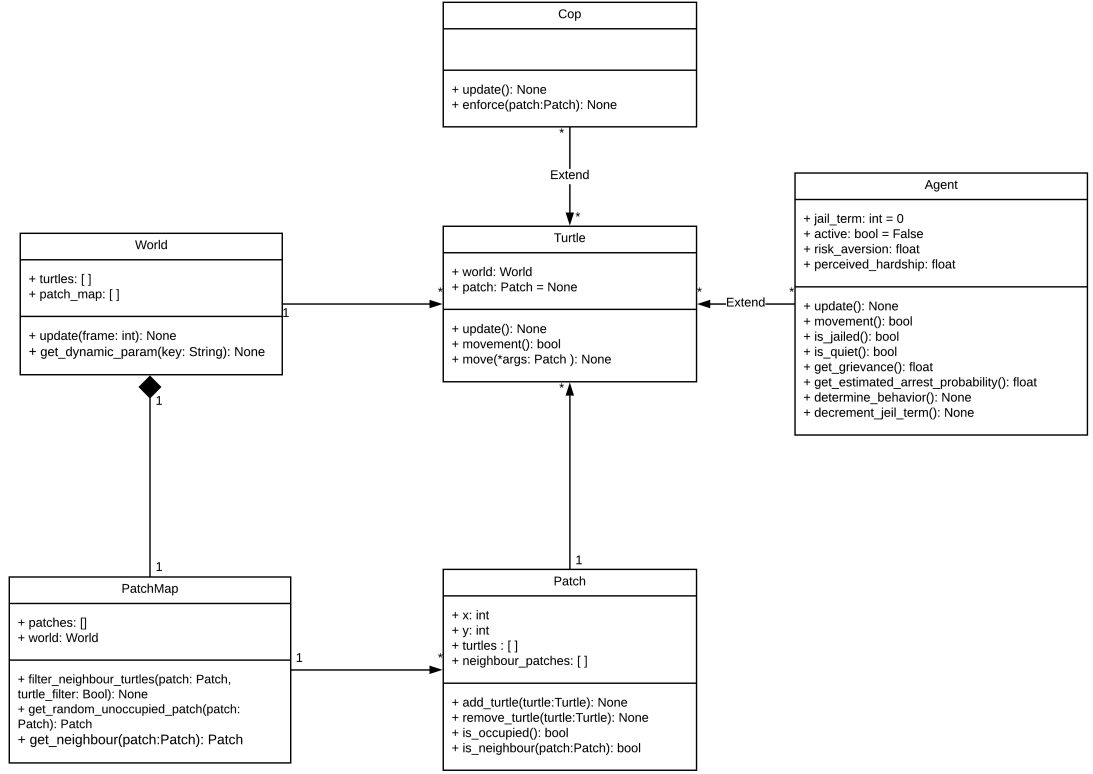 Cop
+ update(): None
+ enforce(patch:Patch): None
*
Extend
*
Agent
+ jail_term: int = 0
+ active: bool = False
+ risk_aversion: float
+ perceived_hardship: float
+ update(): None
+ movement(): bool
+ is_jailed(): bool
+ is_quiet(): bool
+ get_grievance(): float
+ get_estimated_arrest_probability(): float
+ determine_behavior(): None
+ decrement_jeil_term(): None
World
+ turtles: [ ]
+ patch_map: [ ]
+ update(frame: int): None
+ get_dynamic_param(key: String): None
1
*
Turtle
+ world: World
+ patch: Patch = None
+ update(): None
+ movement(): bool
+ move(*args: Patch ): None
*
Extend
*
1
1
*
1
PatchMap
+ patches: []
+ world: World
+ filter_neighbour_turtles(patch: Patch,
turtle_filter: Bool): None
+ get_random_unoccupied_patch(patch:
Patch): Patch
+ get_neighbour(patch:Patch): Patch
1
*
Patch
+ x: int
+ y: int
+ turtles : [ ]
+ neighbour_patches: [ ]
+ add_turtle(turtle:Turtle): None
+ remove_turtle(turtle:Turtle): None
+ is_occupied(): bool
+ is_neighbour(patch:Patch): bool